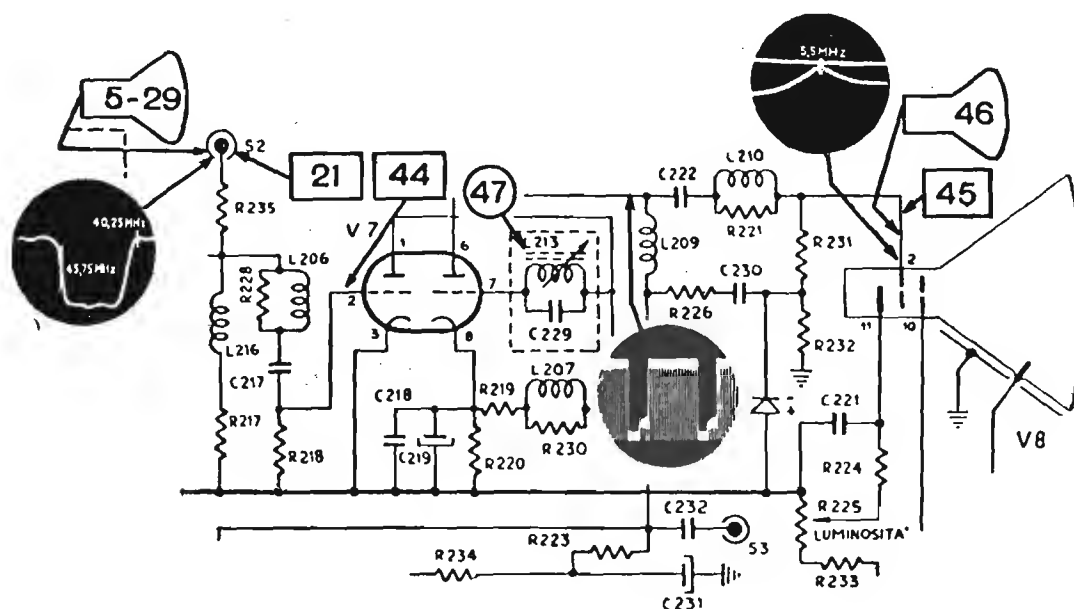 5,5MHz
5-29
46
S2
21
44
47
L210
C222
45
40,25MHz
R235
V7
1
6
L213
R221
L209
R231
45,75MHz
L206
R228
2
7
C230
2
C229
R226
L216
3
8
11
10
R232
C217
L207
C218
R219
C221
R217
R218
C219
R220
R230
R224
V8
+
C232
R225
R223
S3
LUMINOSITA'
R234
R233
C231